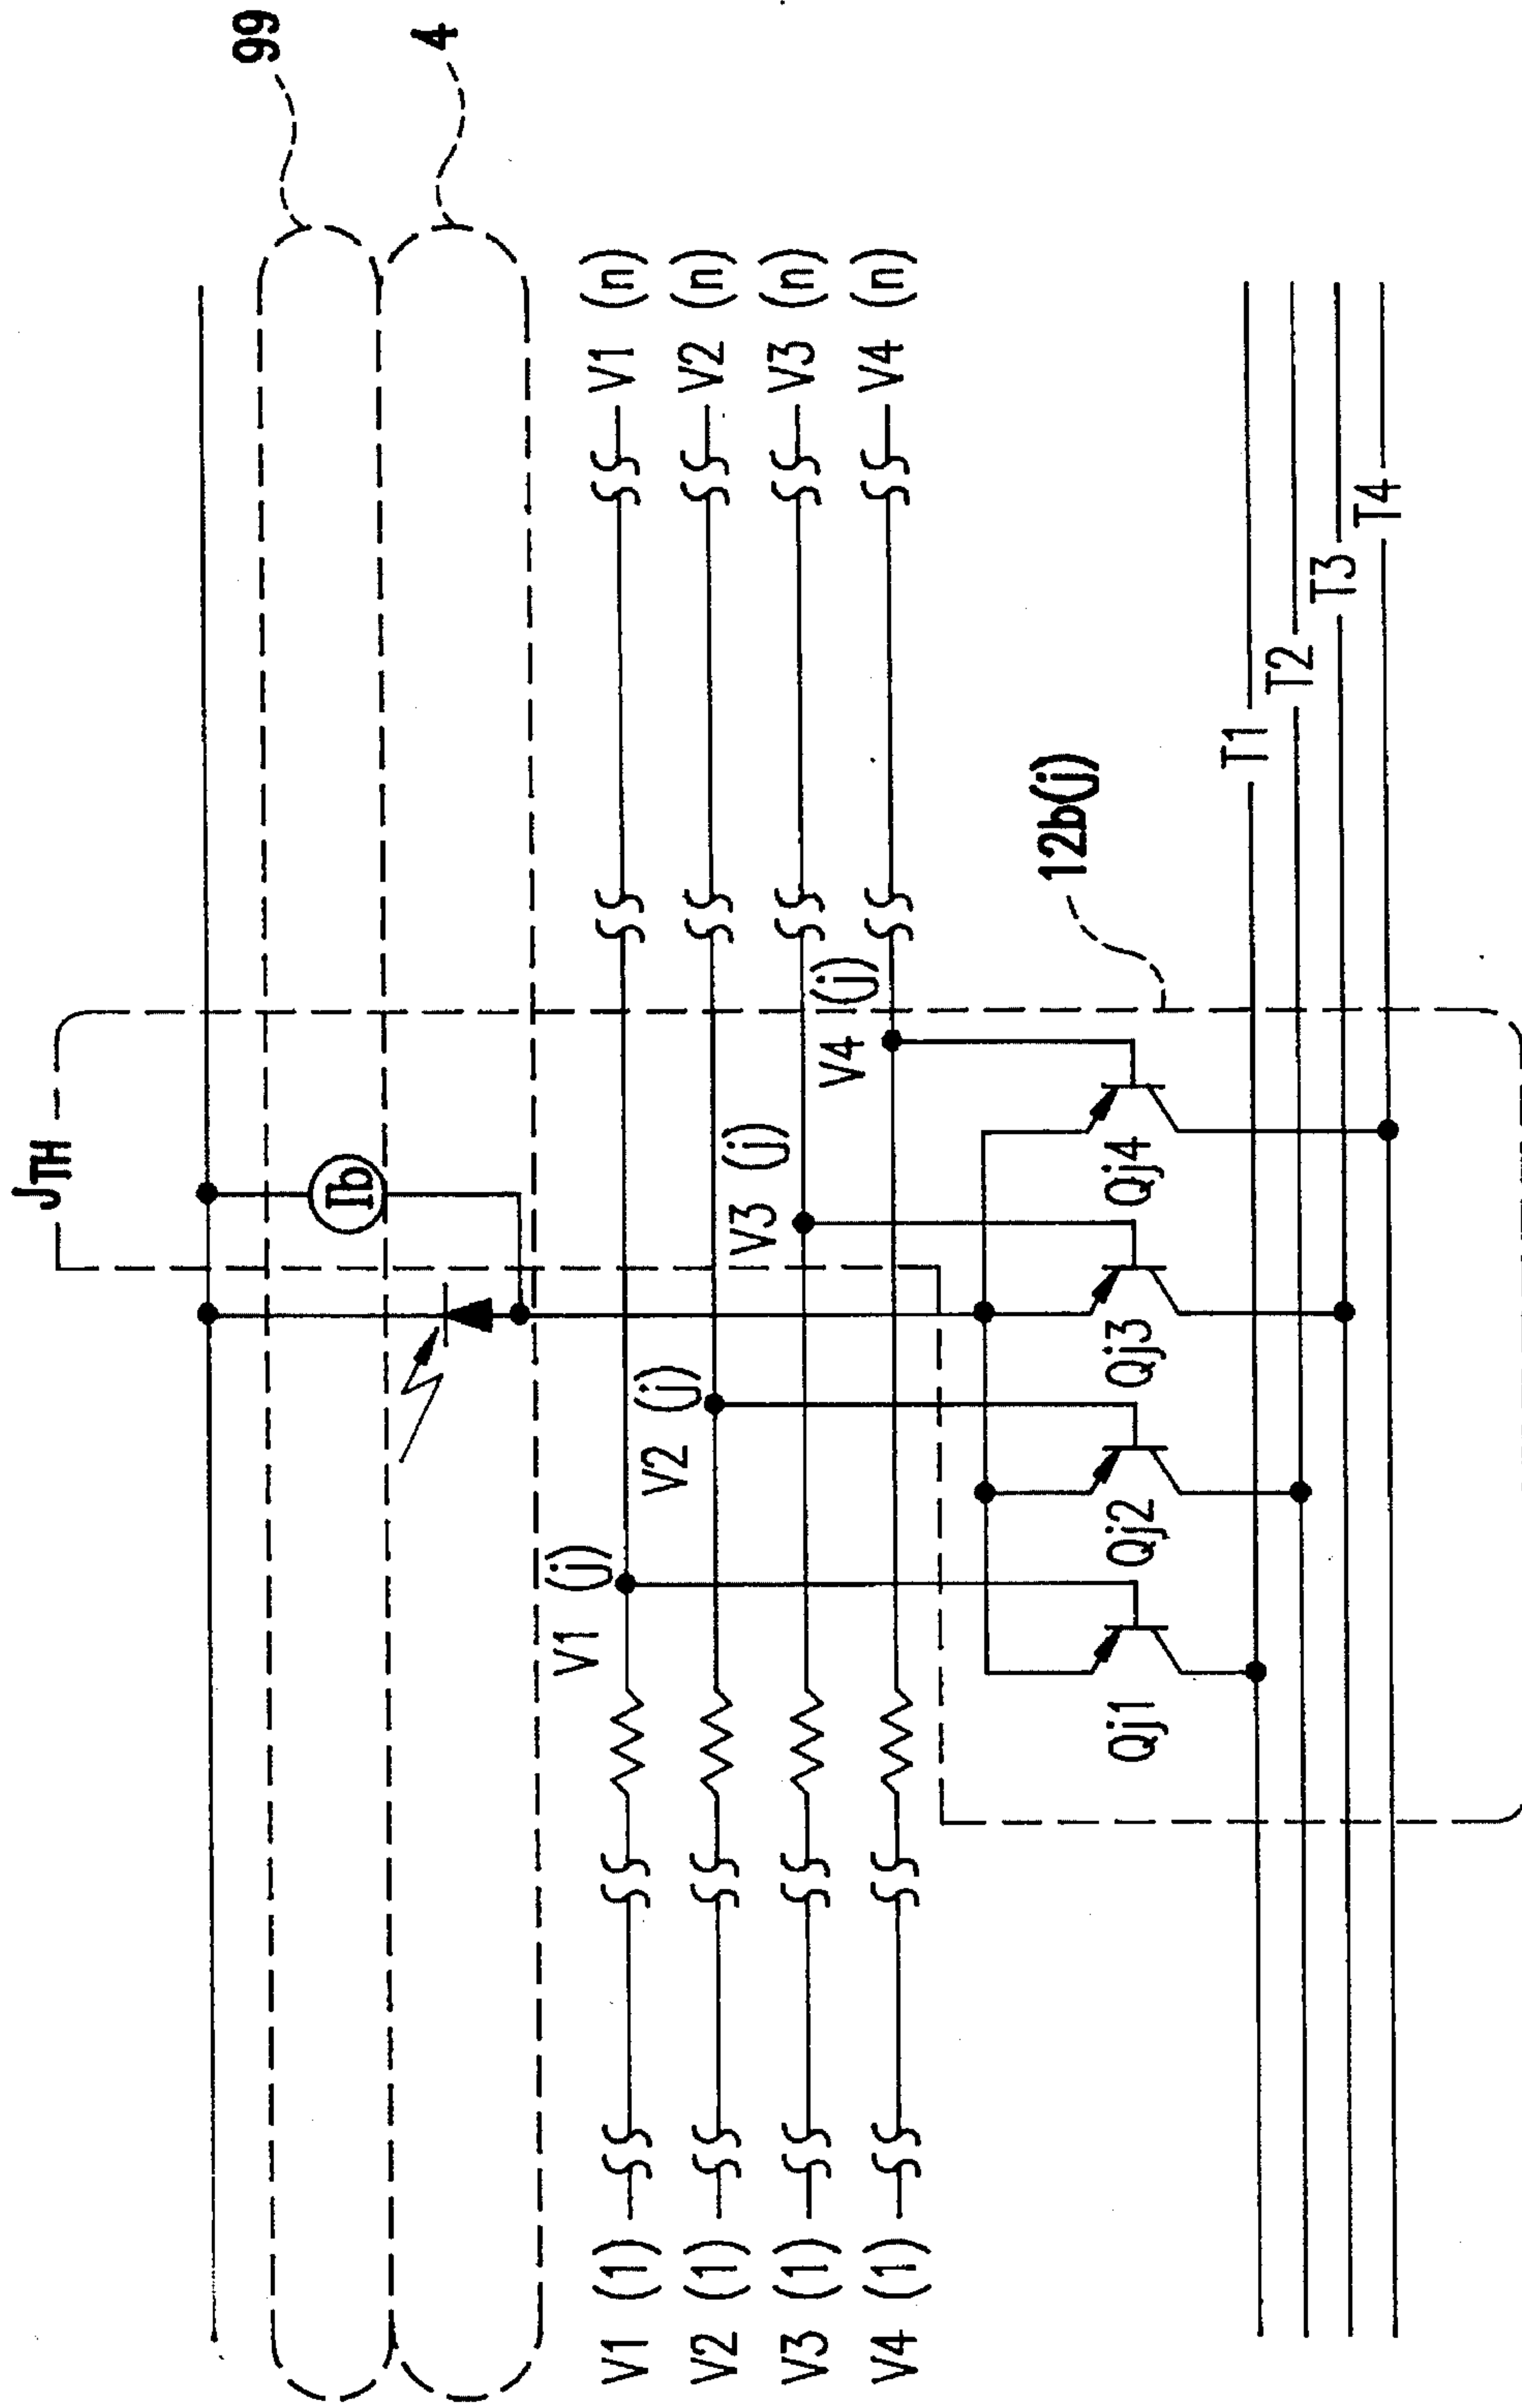 99
4
JTH
Ib
V1 (j)
V2 (j)
V3 (j)
V4 (j)
V1 (1)
V1 (n)
V2 (1)
V2 (n)
V3 (1)
V3 (n)
V4 (1)
V4 (n)
12b(j)
Qj1
Qj2
Qj3
Qj4
T1
T2
T3
T4